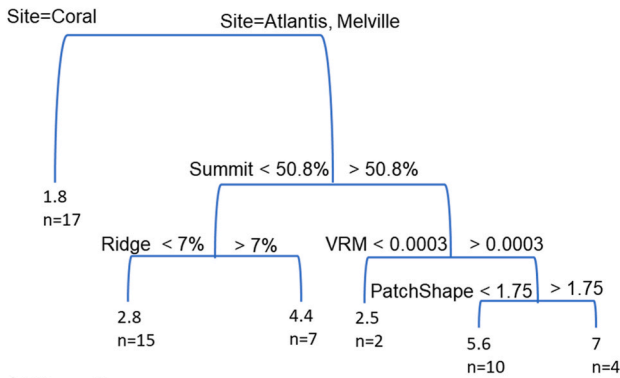 Site=Coral
Site=Atlantis, Melville
Summit < 50.8% > 50.8%
1.8
n=17
Ridge < 7% > 7%
VRM < 0.0003 > 0.0003
PatchShape < 1.75 > 1.75
2.8
n=15
4.4
n=7
2.5
n=2
5.6
n=10
7
n=4